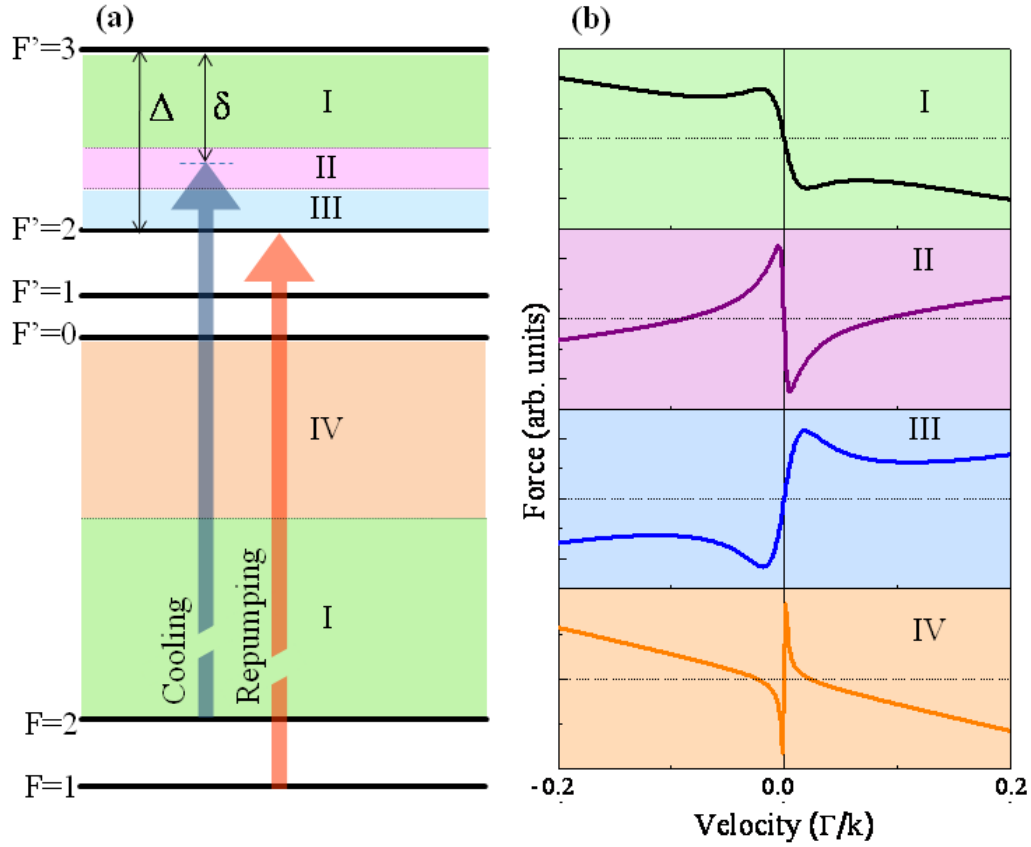 (a)
F'=3
I
Δ
δ
II
III
F'=2
F'=1
F'=0
IV
I
Cooling
Repumping
F=2
F=1
(b)
I
II
III
IV
Force (arb. units)
-0.2
0.0
0.2
Velocity (Γ/k)